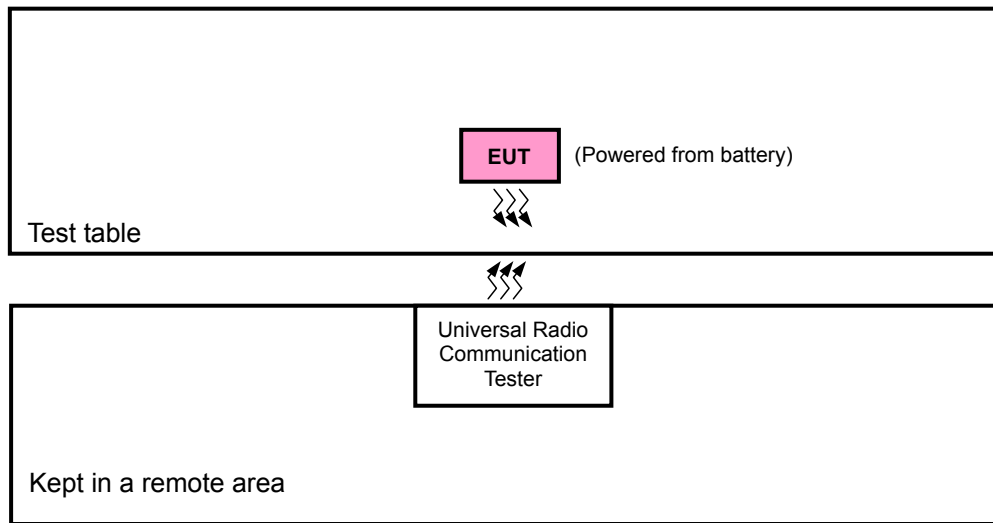 EUT
(Powered from battery)
Test table
Universal Radio
Communication
Tester
Kept in a remote area